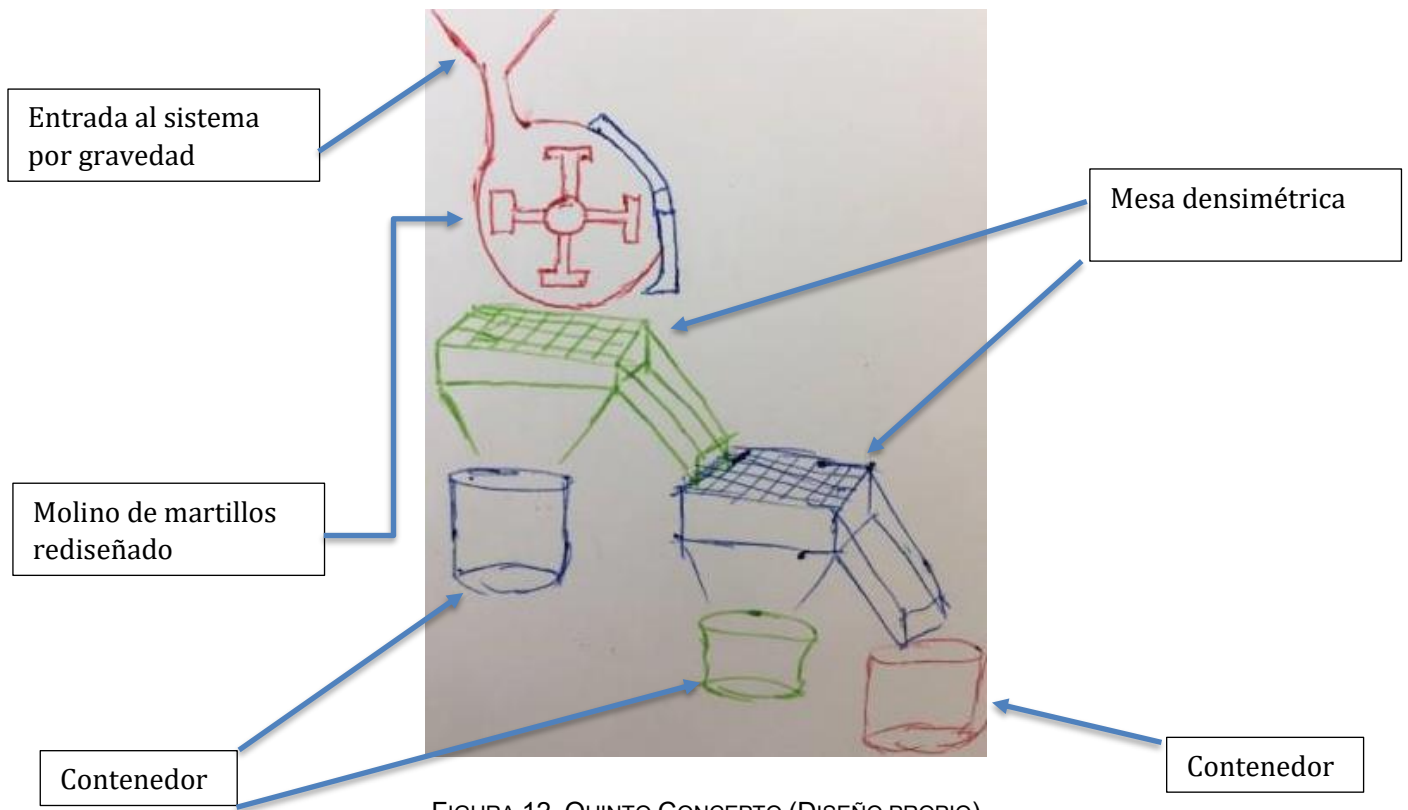 Entrada al sistema
por gravedad
Mesa densimétrica
Molino de martillos
rediseñado
Contenedor
Contenedor
FIGURA 12. QUINTO CONCEPTO (DISEÑO PROPIO)